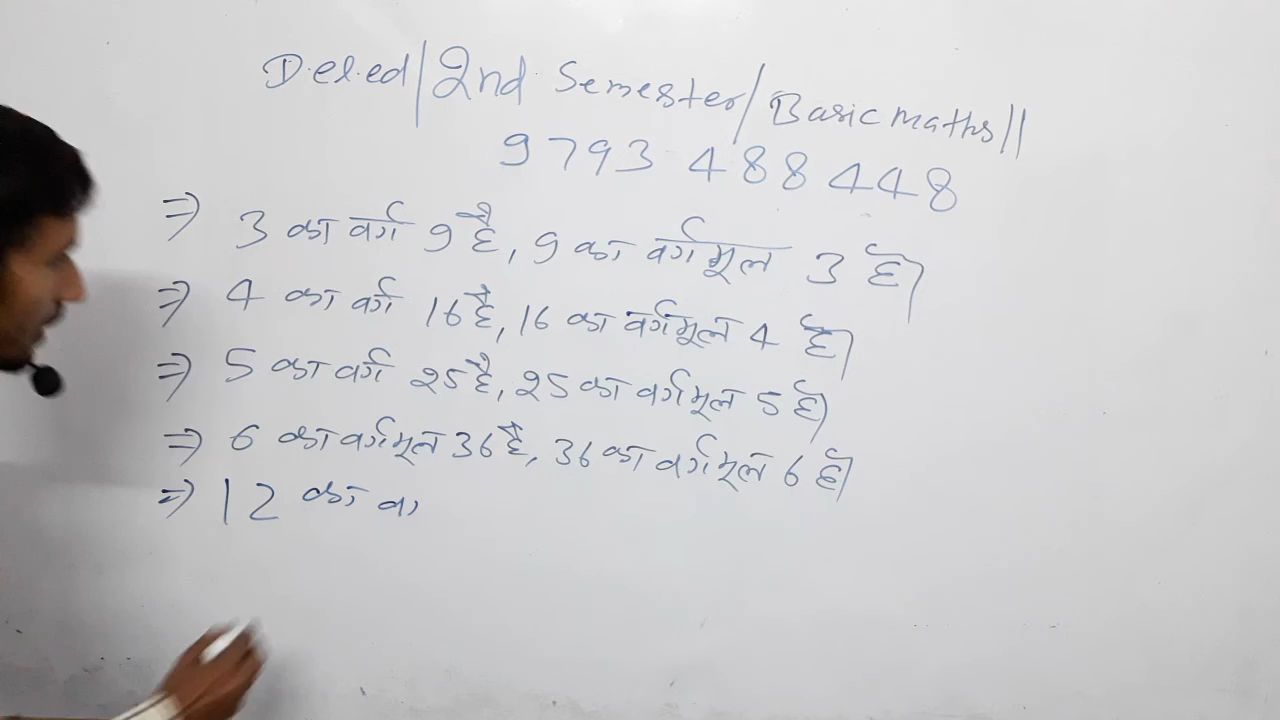 D.el.ed/2nd Semester/Basic maths//
9793 488448
⇒ 3 का वर्ग 9 है, 9 का वर्गमूल 3 है।
⇒ 4 का वर्ग 16 है, 16 का वर्गमूल 4 है।
⇒ 5 का वर्ग 25 है, 25 का वर्गमूल 5 है।
⇒ 6 का वर्गमूल 36 है, 36 का वर्गमूल 6 है।
⇒ 12 का वा